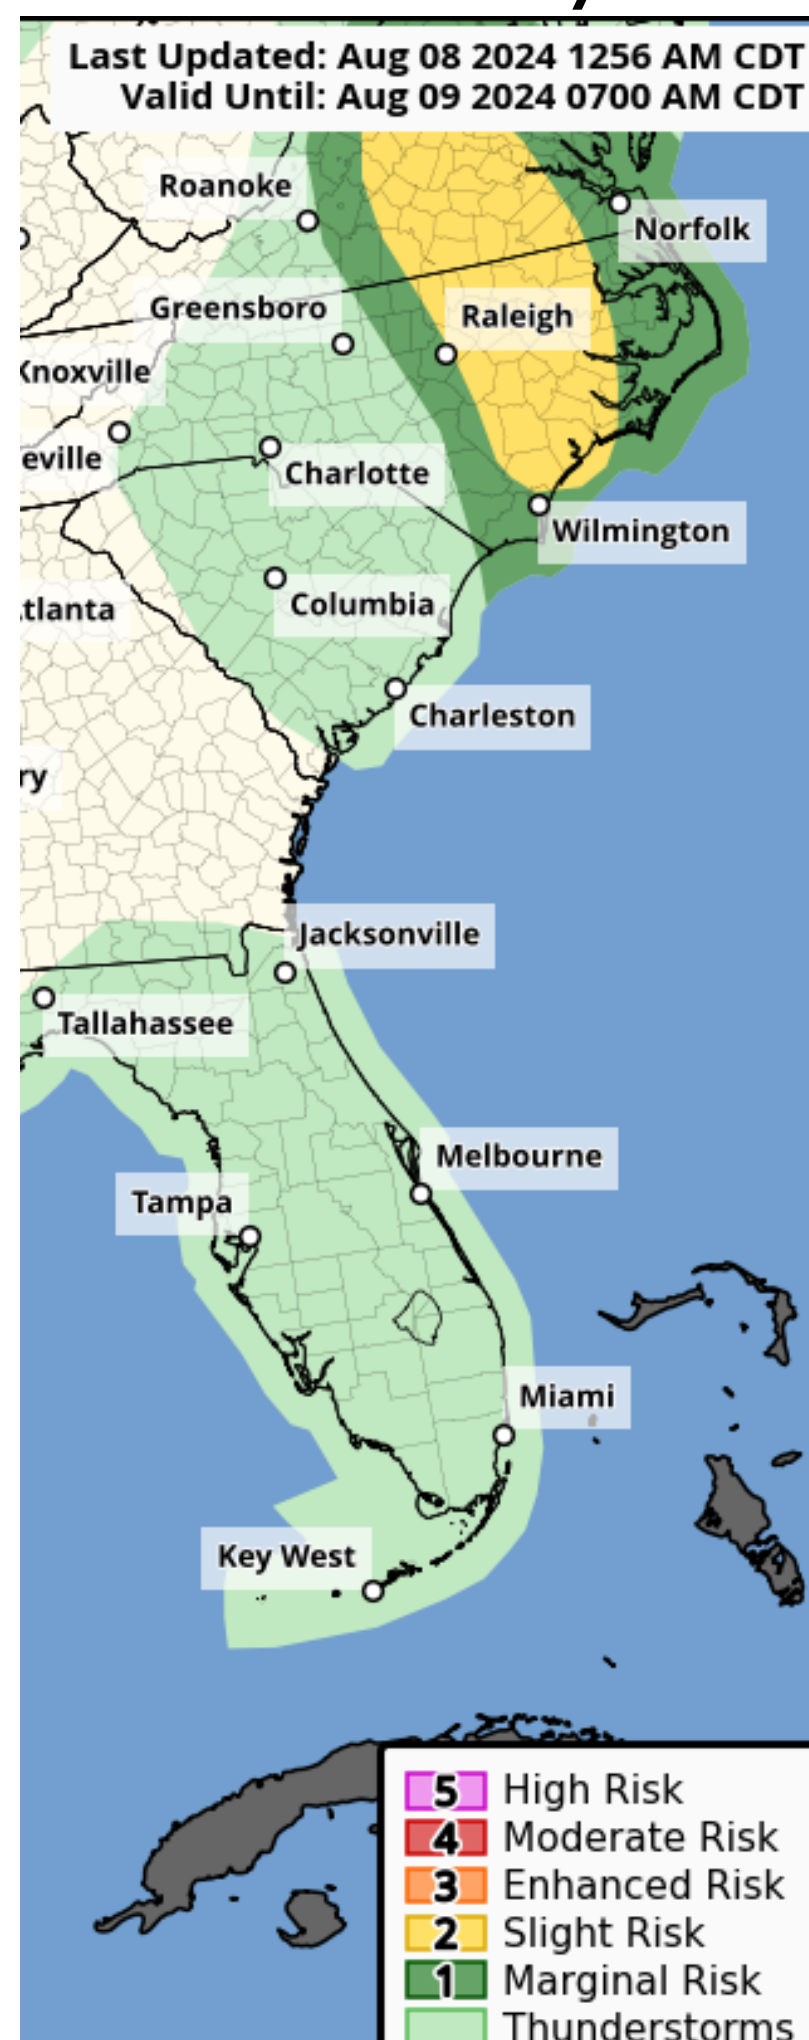 Last Updated: Aug 08 2024 1256 AM CDT
Valid Until: Aug 09 2024 0700 AM CDT
Roanoke
Norfolk
Greensboro
Raleigh
Knoxville
eville
Charlotte
Wilmington
tlanta
Columbia
Charleston
ry
Jacksonville
Tallahassee
Melbourne
Tampa
Miami
Key West
5 High Risk
4 Moderate Risk
3 Enhanced Risk
2 Slight Risk
1 Marginal Risk
Thunderstorms